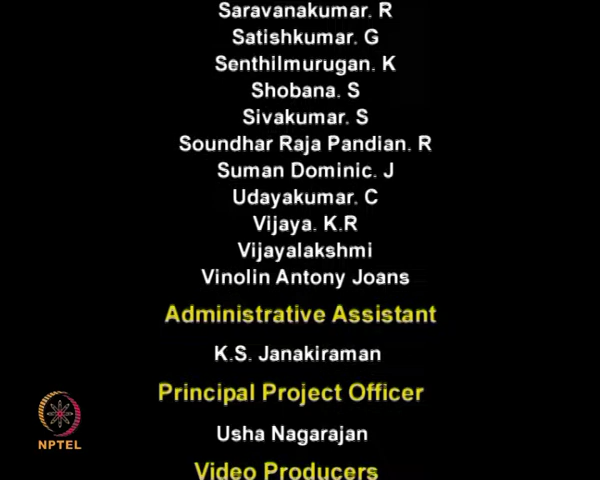 Saravanakumar. R
Satishkumar. G
Senthilmurugan. K
Shobana. S
Sivakumar. S
Soundhar Raja Pandian. R
Suman Dominic. J
Udayakumar. C
Vijaya. K.R
Vijayalakshmi
Vinolin Antony Joans
Administrative Assistant
K.S. Janakiraman
Principal Project Officer
Usha Nagarajan
Video Producers
NPTEL